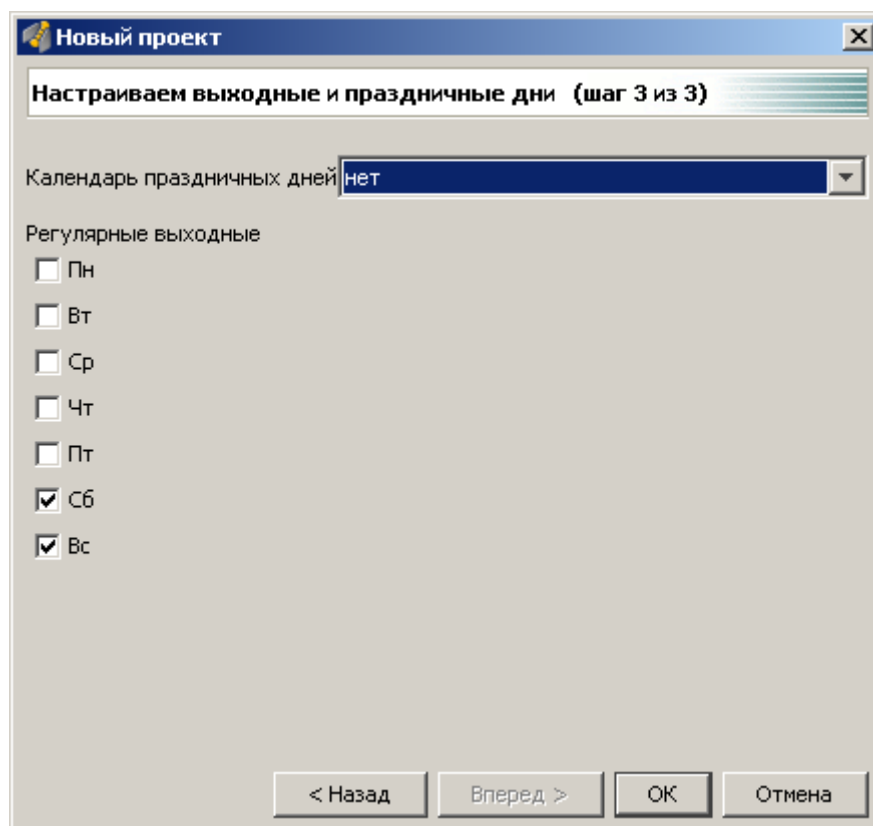 Новый проект
Настраиваем выходные и праздничные дни (шаг 3 из 3)
Календарь праздничных дней нет
Регулярные выходные
Пн
Вт
Ср
Чт
Пт
Сб
Вс
< Назад Вперед > ОК Отмена